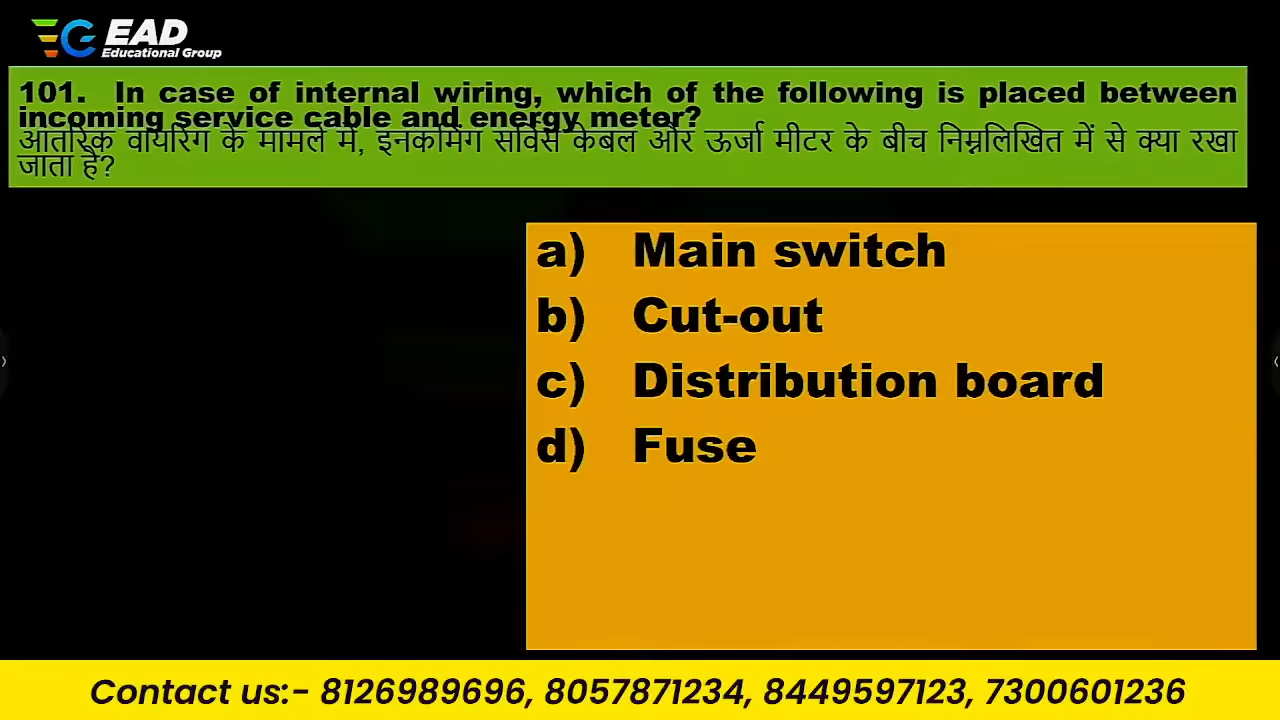 EAD
Educational Group
101. In case of internal wiring, which of the following is placed between
incoming service cable and energy meter?
आंतरिक वायरिंग के मामले में, इनकमिंग सर्विस केबल और ऊर्जा मीटर के बीच निम्नलिखित में से क्या रखा
जाता है?
a) Main switch
b) Cut-out
c) Distribution board
d) Fuse
Contact us:- 8126989696, 8057871234, 8449597123, 7300601236